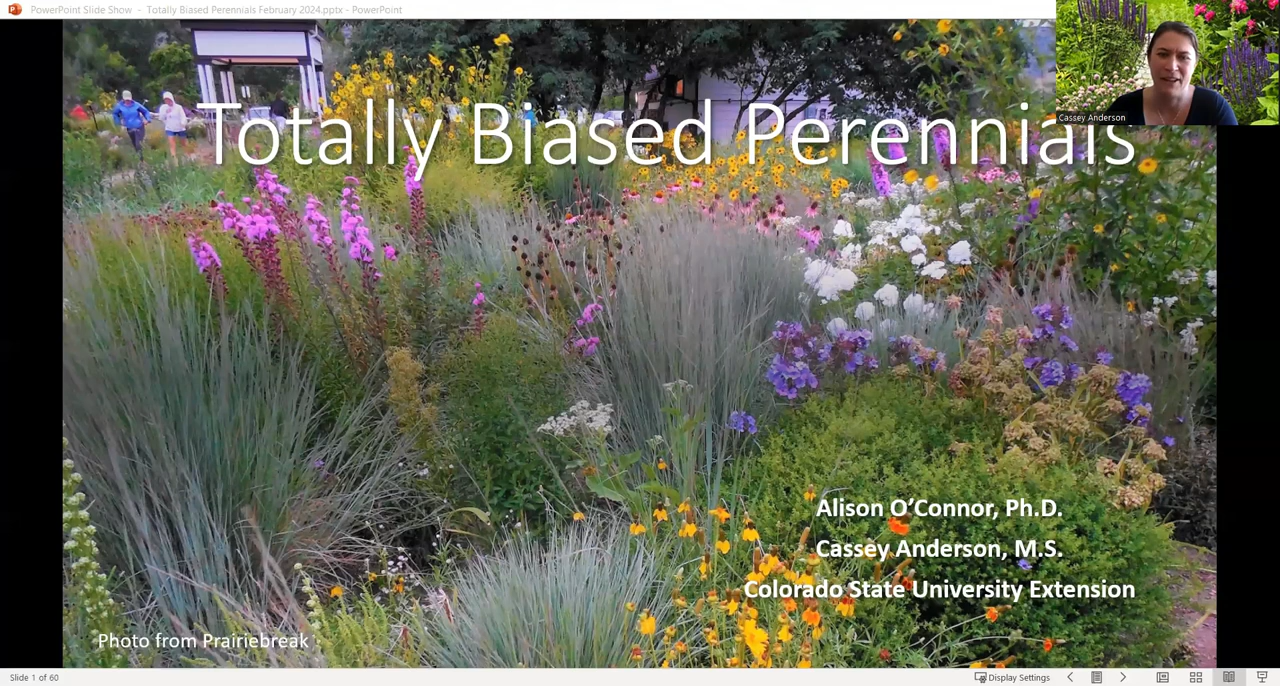 PowerPoint Slide Show - Totally Biased Perennials February 2024.pptx - PowerPoint
Cassey Anderson
Totally Biased Perennials
Alison O’Connor, Ph.D.
Cassey Anderson, M.S.
Colorado State University Extension
Photo from Prairiebreak
Slide 1 of 60
Display Settings